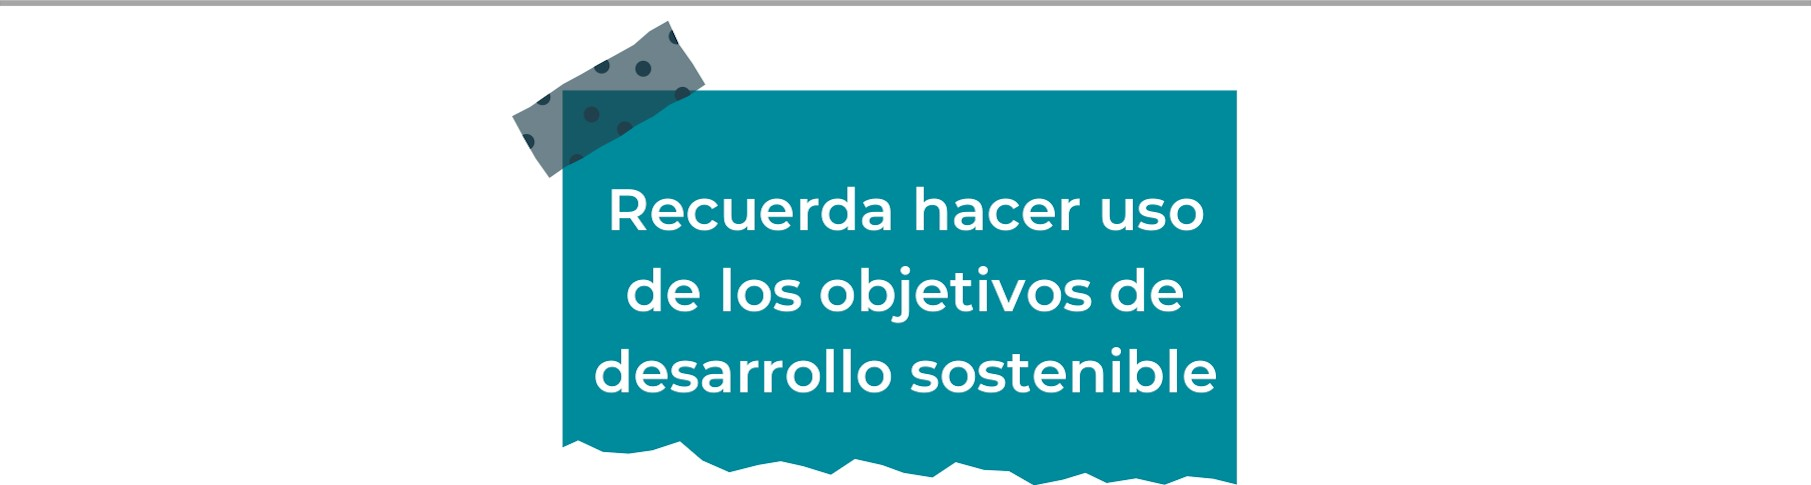 Recuerda hacer uso
de los objetivos de
desarrollo sostenible